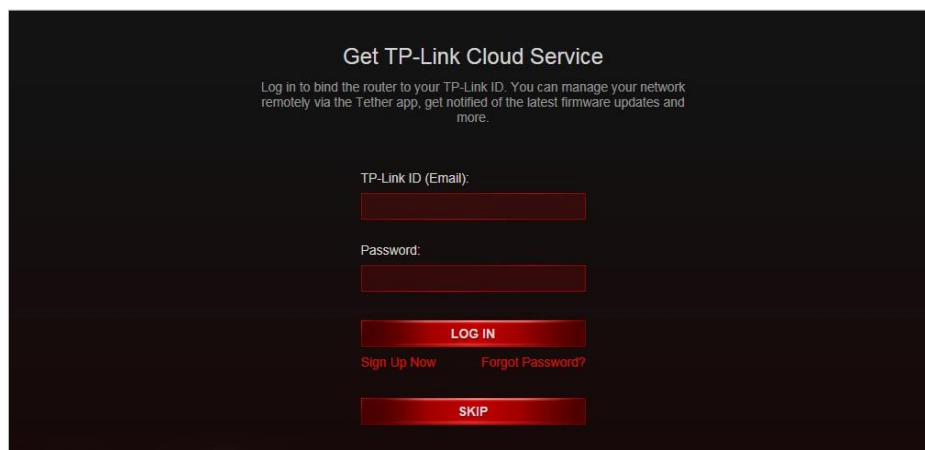 Get TP-Link Cloud Service
Log in to bind the router to your TP-Link ID. You can manage your network
remotely via the Tether app, get notified of the latest firmware updates and
more.
TP-Link ID (Email):
Password:
LOG IN
Sign Up Now Forgot Password?
SKIP